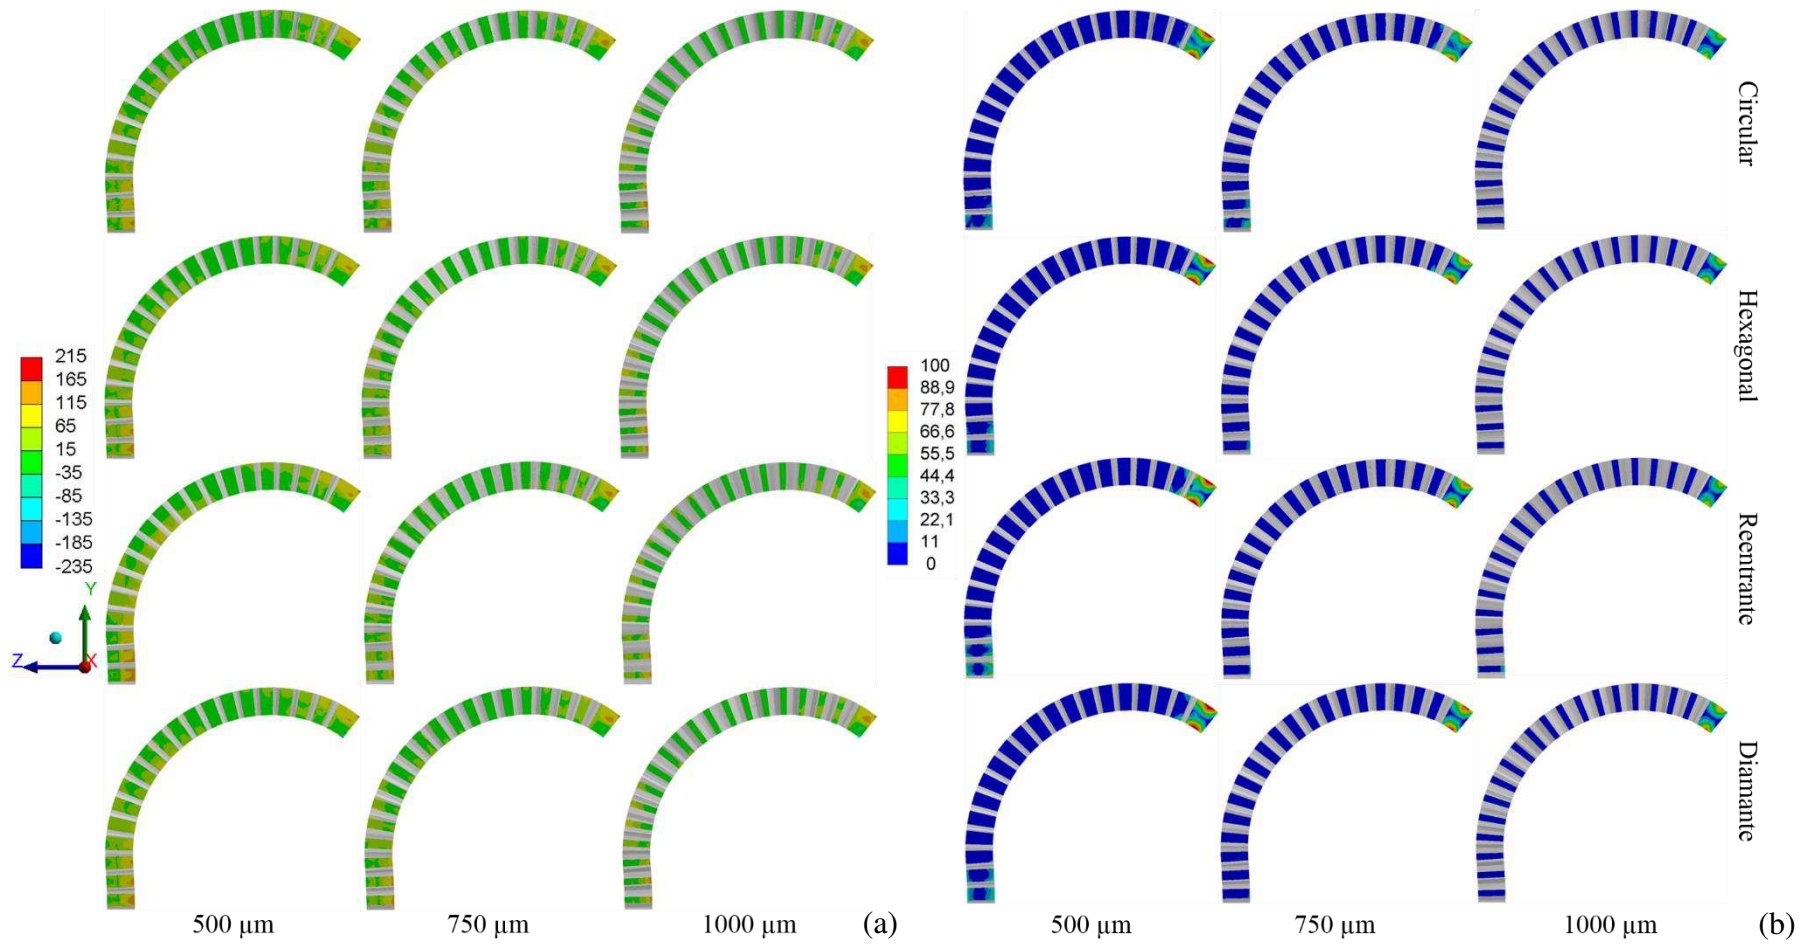 215
165
115
65
15
-35
-85
-135
-185
-235
Y
Z
X
100
88,9
77,8
66,6
55,5
44,4
33,3
22,1
11
0
Circular
Hexagonal
Reentrante
Diamante
500 µm 750 µm 1000 µm (a) 500 µm 750 µm 1000 µm (b)